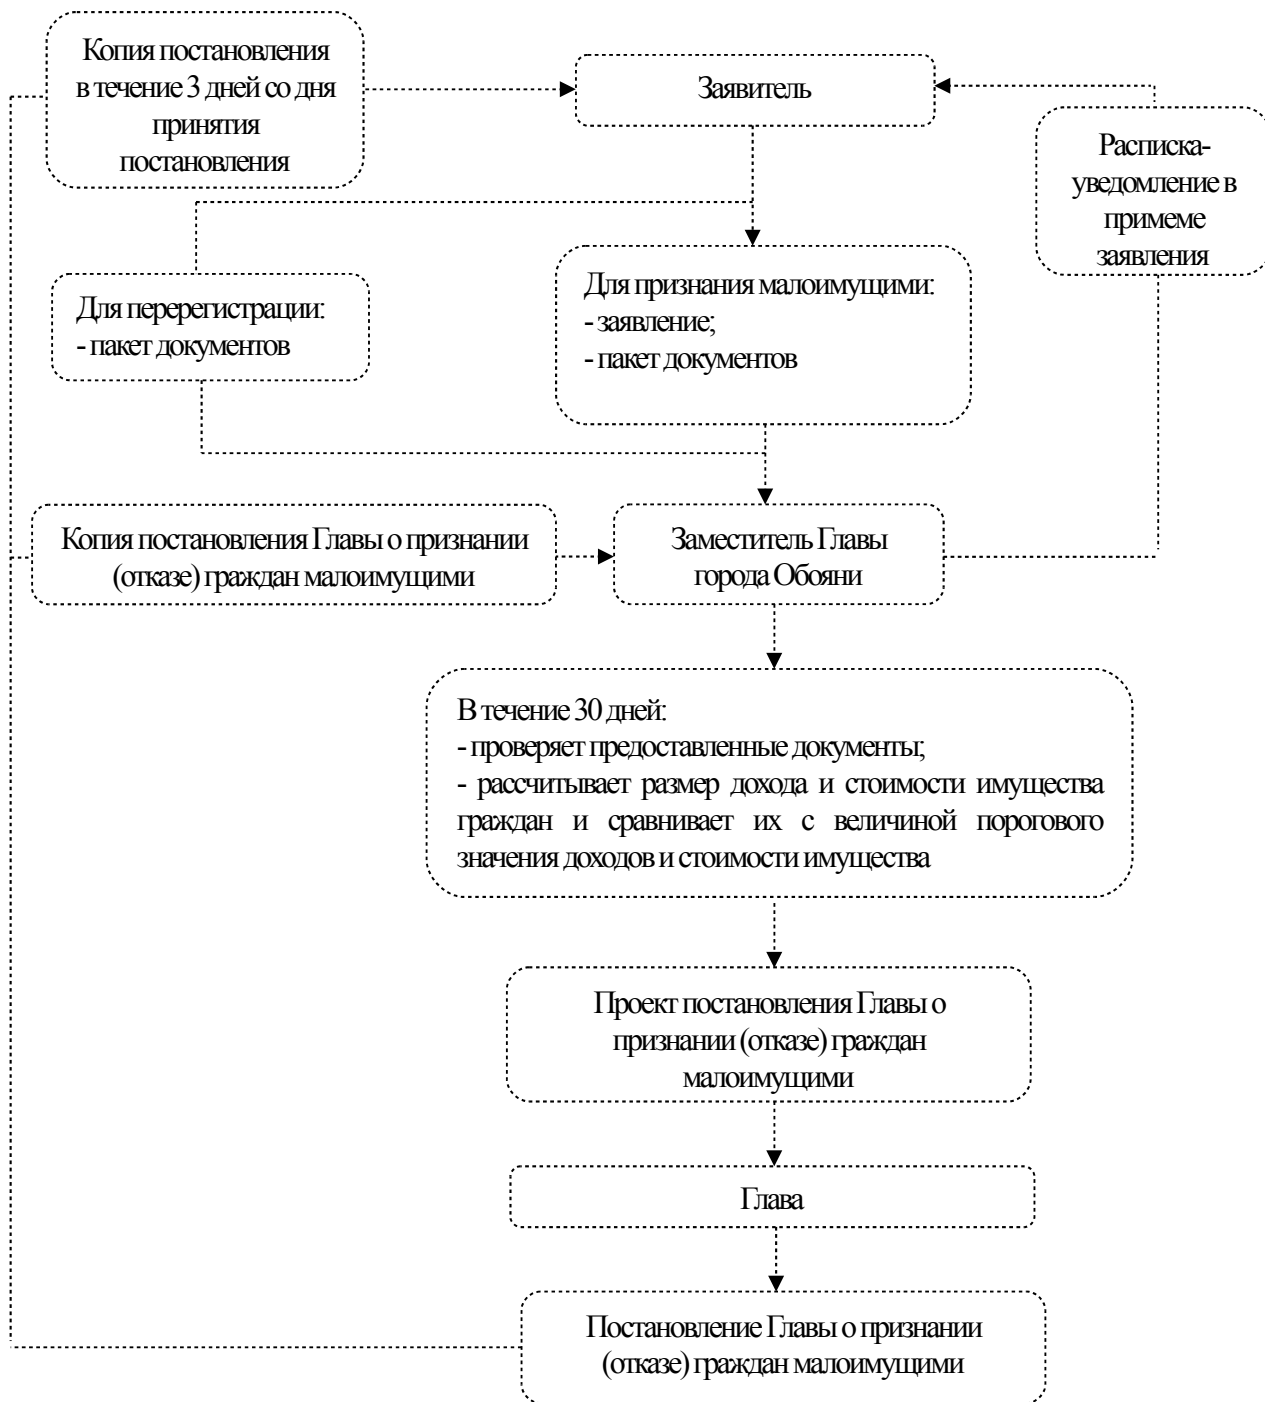 Копия постановления
в течение 3 дней со дня
принятия
постановления
Заявитель
Расписка-
уведомление в
примеме
заявления
Для перерегистрации:
- пакет документов
Для признания малоимущими:
- заявление;
- пакет документов
Копия постановления Главы о признании
(отказе) граждан малоимущими
Заместитель Главы
города Обояни
В течение 30 дней:
- проверяет предоставленные документы;
- рассчитывает размер дохода и стоимости имущества
граждан и сравнивает их с величиной порогового
значения доходов и стоимости имущества
Проект постановления Главы о
признании (отказе) граждан
малоимущими
Глава
Постановление Главы о признании
(отказе) граждан малоимущими